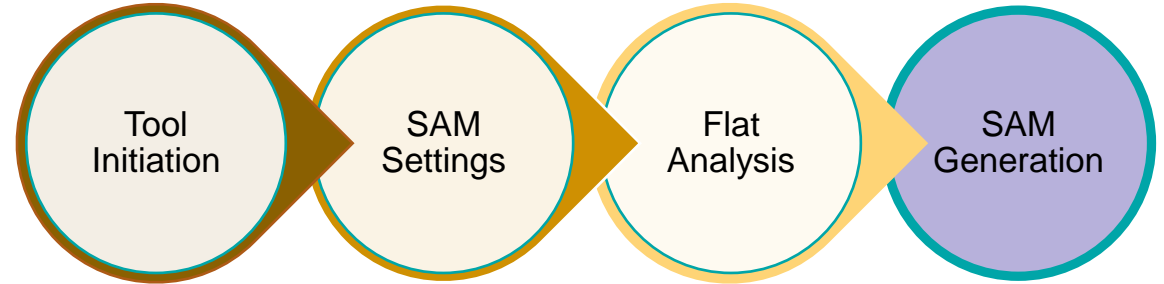 Tool
Initiation
SAM
Settings
Flat
Analysis
SAM
Generation